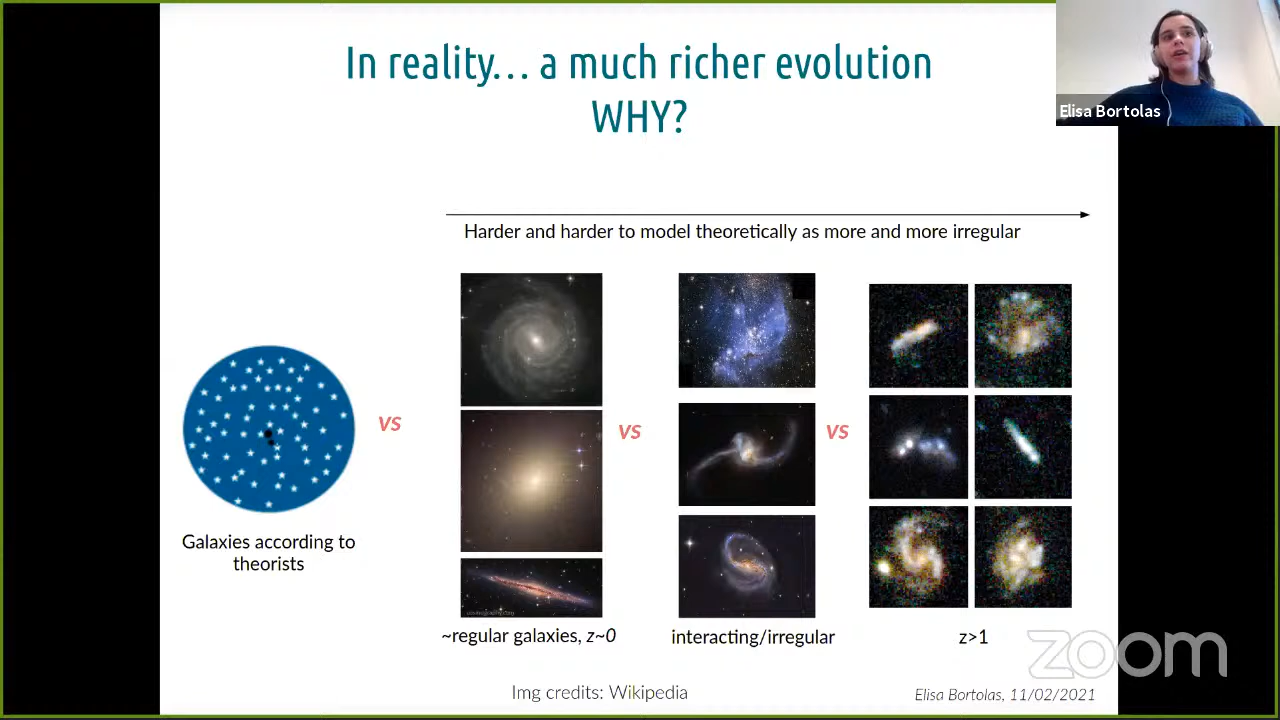 In reality... a much richer evolution
WHY?
Elisa Bortolas
Harder and harder to model theoretically as more and more irregular
vs
vs
vs
Galaxies according to
theorists
~regular galaxies, z~0
interacting/irregular
z>1
zoom
Img credits: Wikipedia
Elisa Bortolas, 11/02/2021